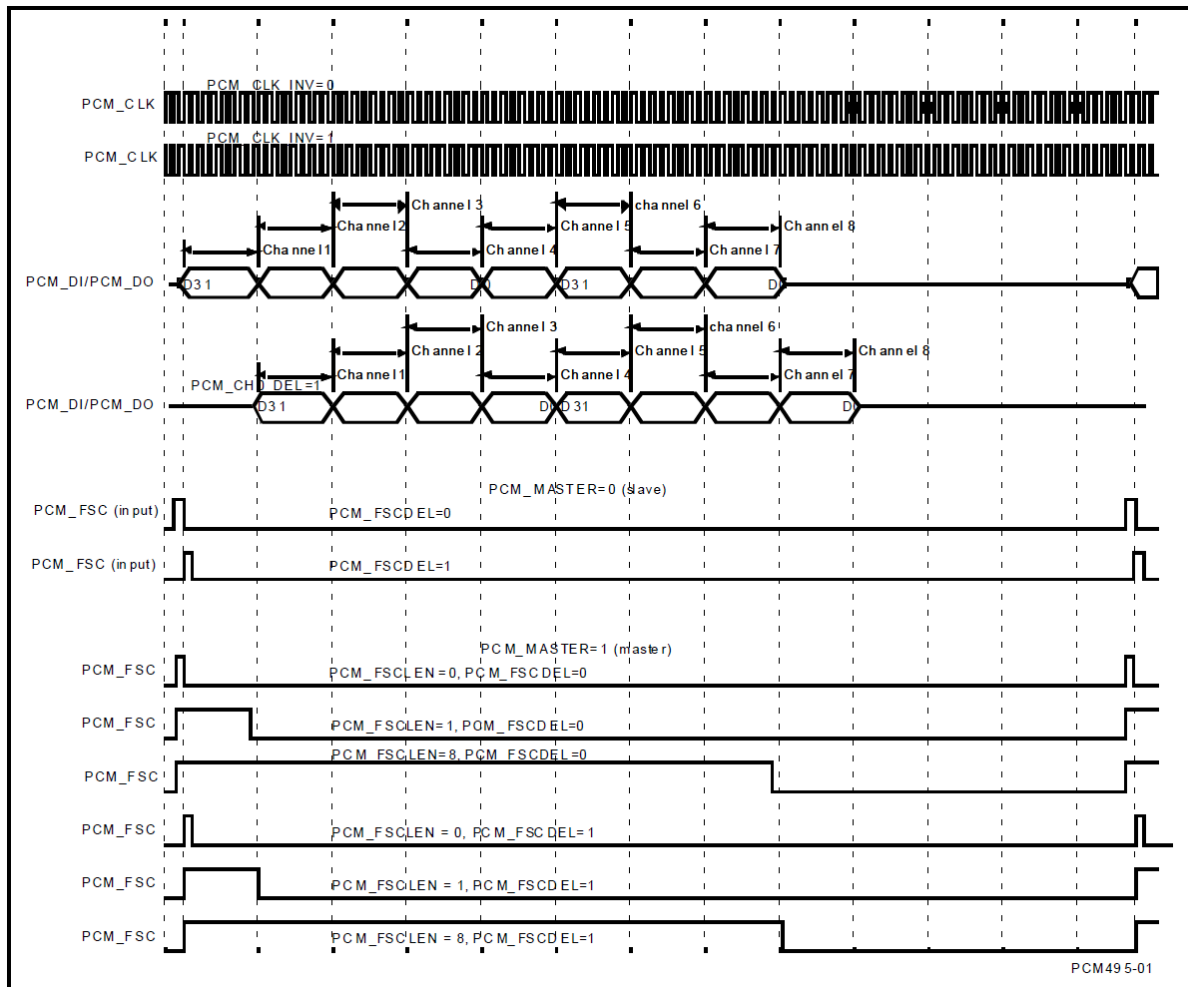 PCM_CLK_INV=0
PCM_CLK
PCM_CLK_INV=1
PCM_CLK
Channel 3
channel 6
Channel 2
Channel 5
Channel 8
Channel 1
Channel 4
Channel 7
PCM_DI/PCM_DO
D31
D0
D31
D0
Channel 3
channel 6
Channel 2
Channel 5
Channel 8
Channel 1
Channel 4
Channel 7
PCM_CH0_DEL=1
PCM_DI/PCM_DO
D31
D0
D31
D0
PCM_MASTER=0 (slave)
PCM_FSC (input)
PCM_FSCDEL=0
PCM_FSC (input)
PCM_FSCDEL=1
PCM_MASTER=1 (master)
PCM_FSC
PCM_FSCLEN=0, PCM_FSCDEL=0
PCM_FSC
PCM_FSCLEN=1, PCM_FSCDEL=0
PCM_FSCLEN=8, PCM_FSCDEL=0
PCM_FSC
PCM_FSC
PCM_FSCLEN = 0, PCM_FSCDEL=1
PCM_FSC
PCM_FSCLEN = 1, PCM_FSCDEL=1
PCM_FSC
PCM_FSCLEN = 8, PCM_FSCDEL=1
PCM495-01